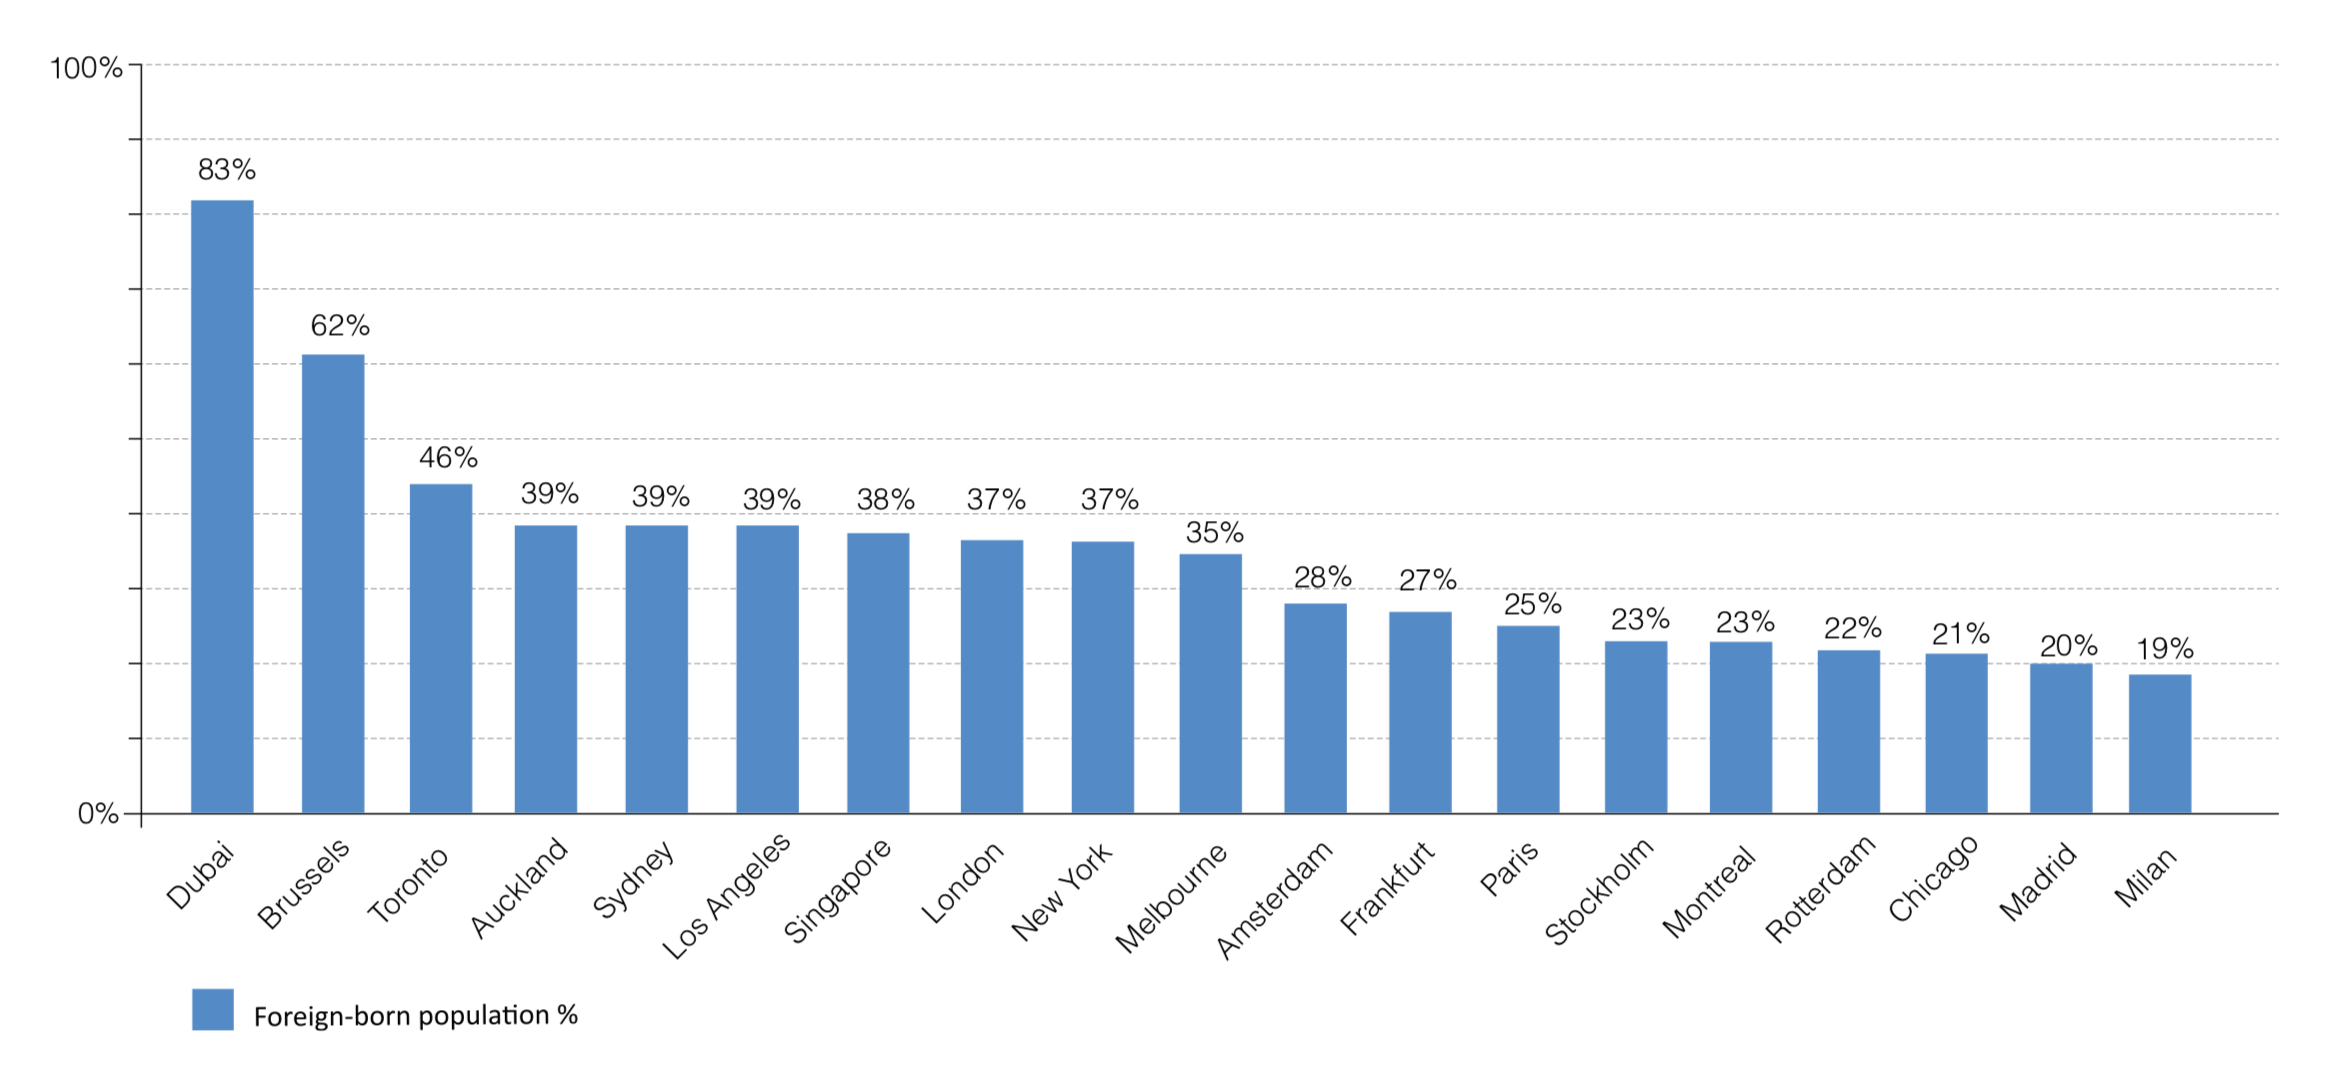 100%
83%
62%
46%
39%
39%
39%
38%
37%
37%
35%
28%
27%
25%
23%
23%
22%
21%
20%
19%
0%
Dubai
Brussels
Toronto
Auckland
Sydney
Los Angeles
Singapore
London
New York
Melbourne
Amsterdam
Frankfurt
Paris
Stockholm
Montreal
Rotterdam
Chicago
Madrid
Milan
Foreign-born population %